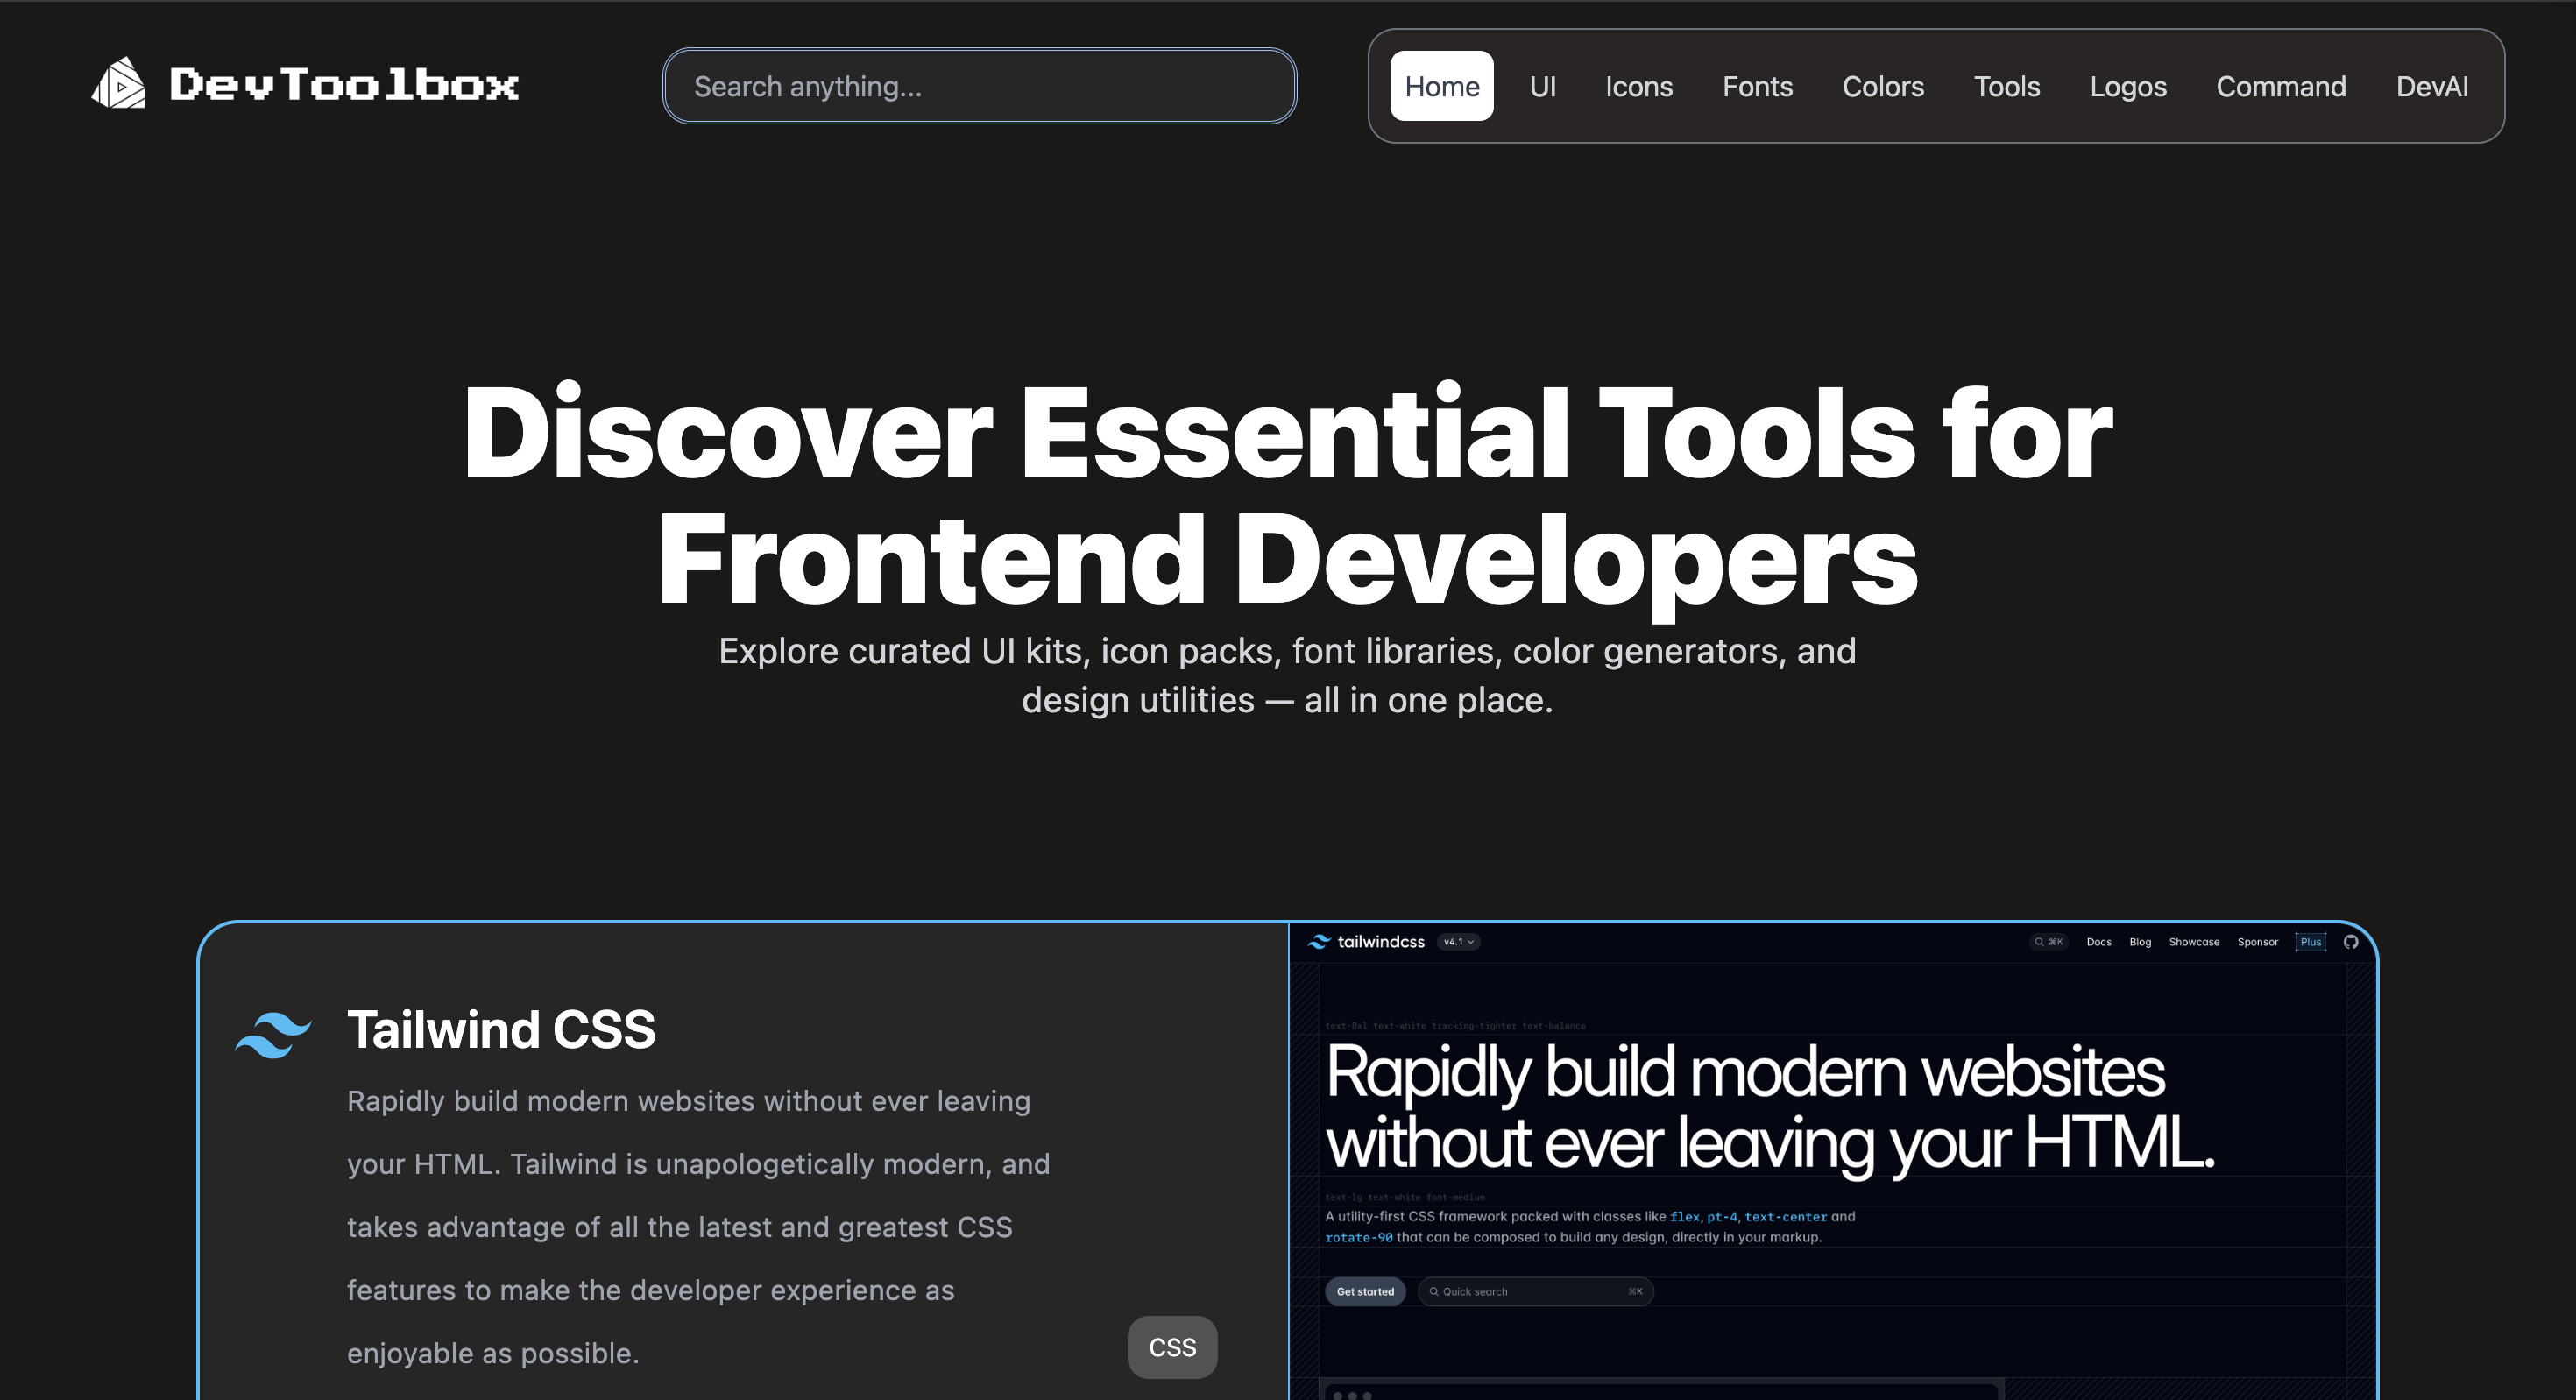 DevToolbox
Search anything...
Home UI Icons Fonts Colors Tools Logos Command DevAI
Discover Essential Tools for
Frontend Developers
Explore curated UI kits, icon packs, font libraries, color generators, and
design utilities — all in one place.
Tailwind CSS
Rapidly build modern websites without ever leaving
your HTML. Tailwind is unapologetically modern, and
takes advantage of all the latest and greatest CSS
features to make the developer experience as
enjoyable as possible.
CSS
tailwindcss v4.1 ⌘K Docs Blog Showcase Sponsor Plus
text-8xl text-white tracking-tighter text-balance
Rapidly build modern websites
without ever leaving your HTML.
text-lg text-white font-medium
A utility-first CSS framework packed with classes like flex, pt-4, text-center and
rotate-90 that can be composed to build any design, directly in your markup.
Get started Quick search ⌘K